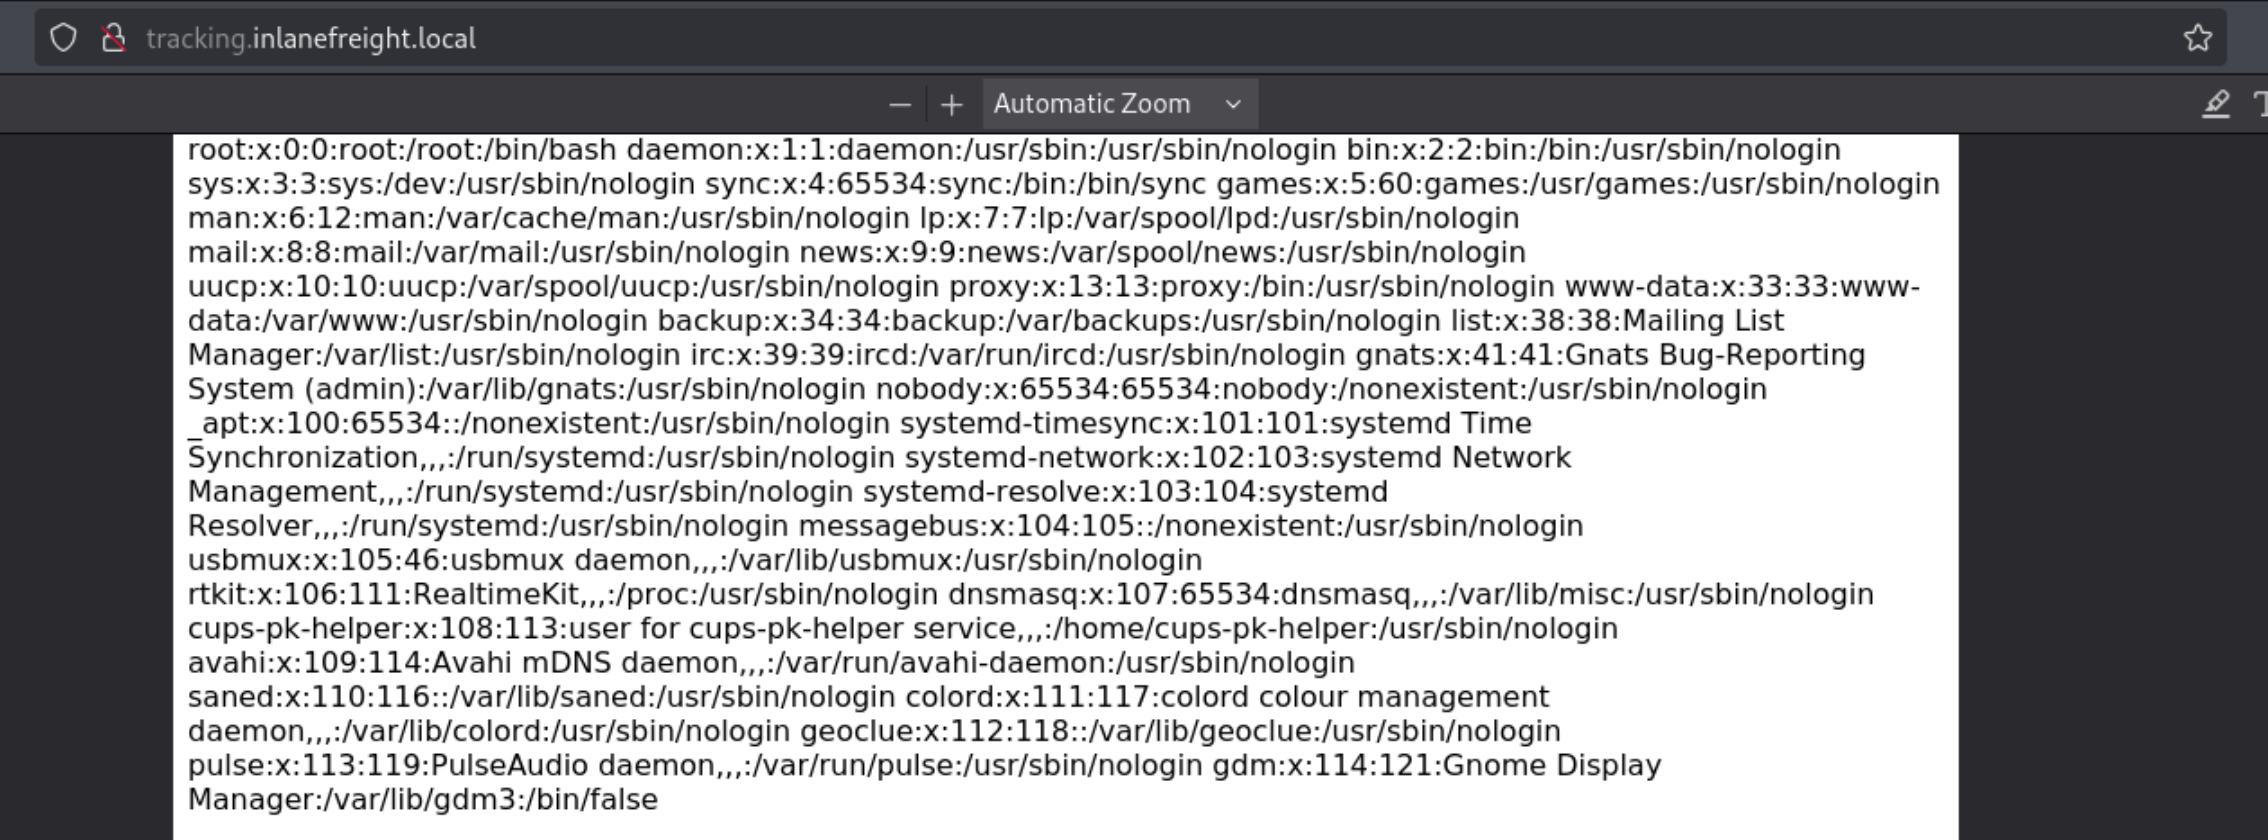 tracking.inlanefreight.local
Automatic Zoom
root:x:0:0:root:/root:/bin/bash daemon:x:1:1:daemon:/usr/sbin:/usr/sbin/nologin bin:x:2:2:bin:/bin:/usr/sbin/nologin
sys:x:3:3:sys:/dev:/usr/sbin/nologin sync:x:4:65534:sync:/bin:/bin/sync games:x:5:60:games:/usr/games:/usr/sbin/nologin
man:x:6:12:man:/var/cache/man:/usr/sbin/nologin lp:x:7:7:lp:/var/spool/lpd:/usr/sbin/nologin
mail:x:8:8:mail:/var/mail:/usr/sbin/nologin news:x:9:9:news:/var/spool/news:/usr/sbin/nologin
uucp:x:10:10:uucp:/var/spool/uucp:/usr/sbin/nologin proxy:x:13:13:proxy:/bin:/usr/sbin/nologin www-data:x:33:33:www-
data:/var/www:/usr/sbin/nologin backup:x:34:34:backup:/var/backups:/usr/sbin/nologin list:x:38:38:Mailing List
Manager:/var/list:/usr/sbin/nologin irc:x:39:39:ircd:/var/run/ircd:/usr/sbin/nologin gnats:x:41:41:Gnats Bug-Reporting
System (admin):/var/lib/gnats:/usr/sbin/nologin nobody:x:65534:65534:nobody:/nonexistent:/usr/sbin/nologin
_apt:x:100:65534::/nonexistent:/usr/sbin/nologin systemd-timesync:x:101:101:systemd Time
Synchronization,,,:/run/systemd:/usr/sbin/nologin systemd-network:x:102:103:systemd Network
Management,,,:/run/systemd:/usr/sbin/nologin systemd-resolve:x:103:104:systemd
Resolver,,,:/run/systemd:/usr/sbin/nologin messagebus:x:104:105::/nonexistent:/usr/sbin/nologin
usbmux:x:105:46:usbmux daemon,,,:/var/lib/usbmux:/usr/sbin/nologin
rtkit:x:106:111:RealtimeKit,,,:/proc:/usr/sbin/nologin dnsmasq:x:107:65534:dnsmasq,,,:/var/lib/misc:/usr/sbin/nologin
cups-pk-helper:x:108:113:user for cups-pk-helper service,,,:/home/cups-pk-helper:/usr/sbin/nologin
avahi:x:109:114:Avahi mDNS daemon,,,:/var/run/avahi-daemon:/usr/sbin/nologin
saned:x:110:116::/var/lib/saned:/usr/sbin/nologin colord:x:111:117:colord colour management
daemon,,,:/var/lib/colord:/usr/sbin/nologin geoclue:x:112:118::/var/lib/geoclue:/usr/sbin/nologin
pulse:x:113:119:PulseAudio daemon,,,:/var/run/pulse:/usr/sbin/nologin gdm:x:114:121:Gnome Display
Manager:/var/lib/gdm3:/bin/false